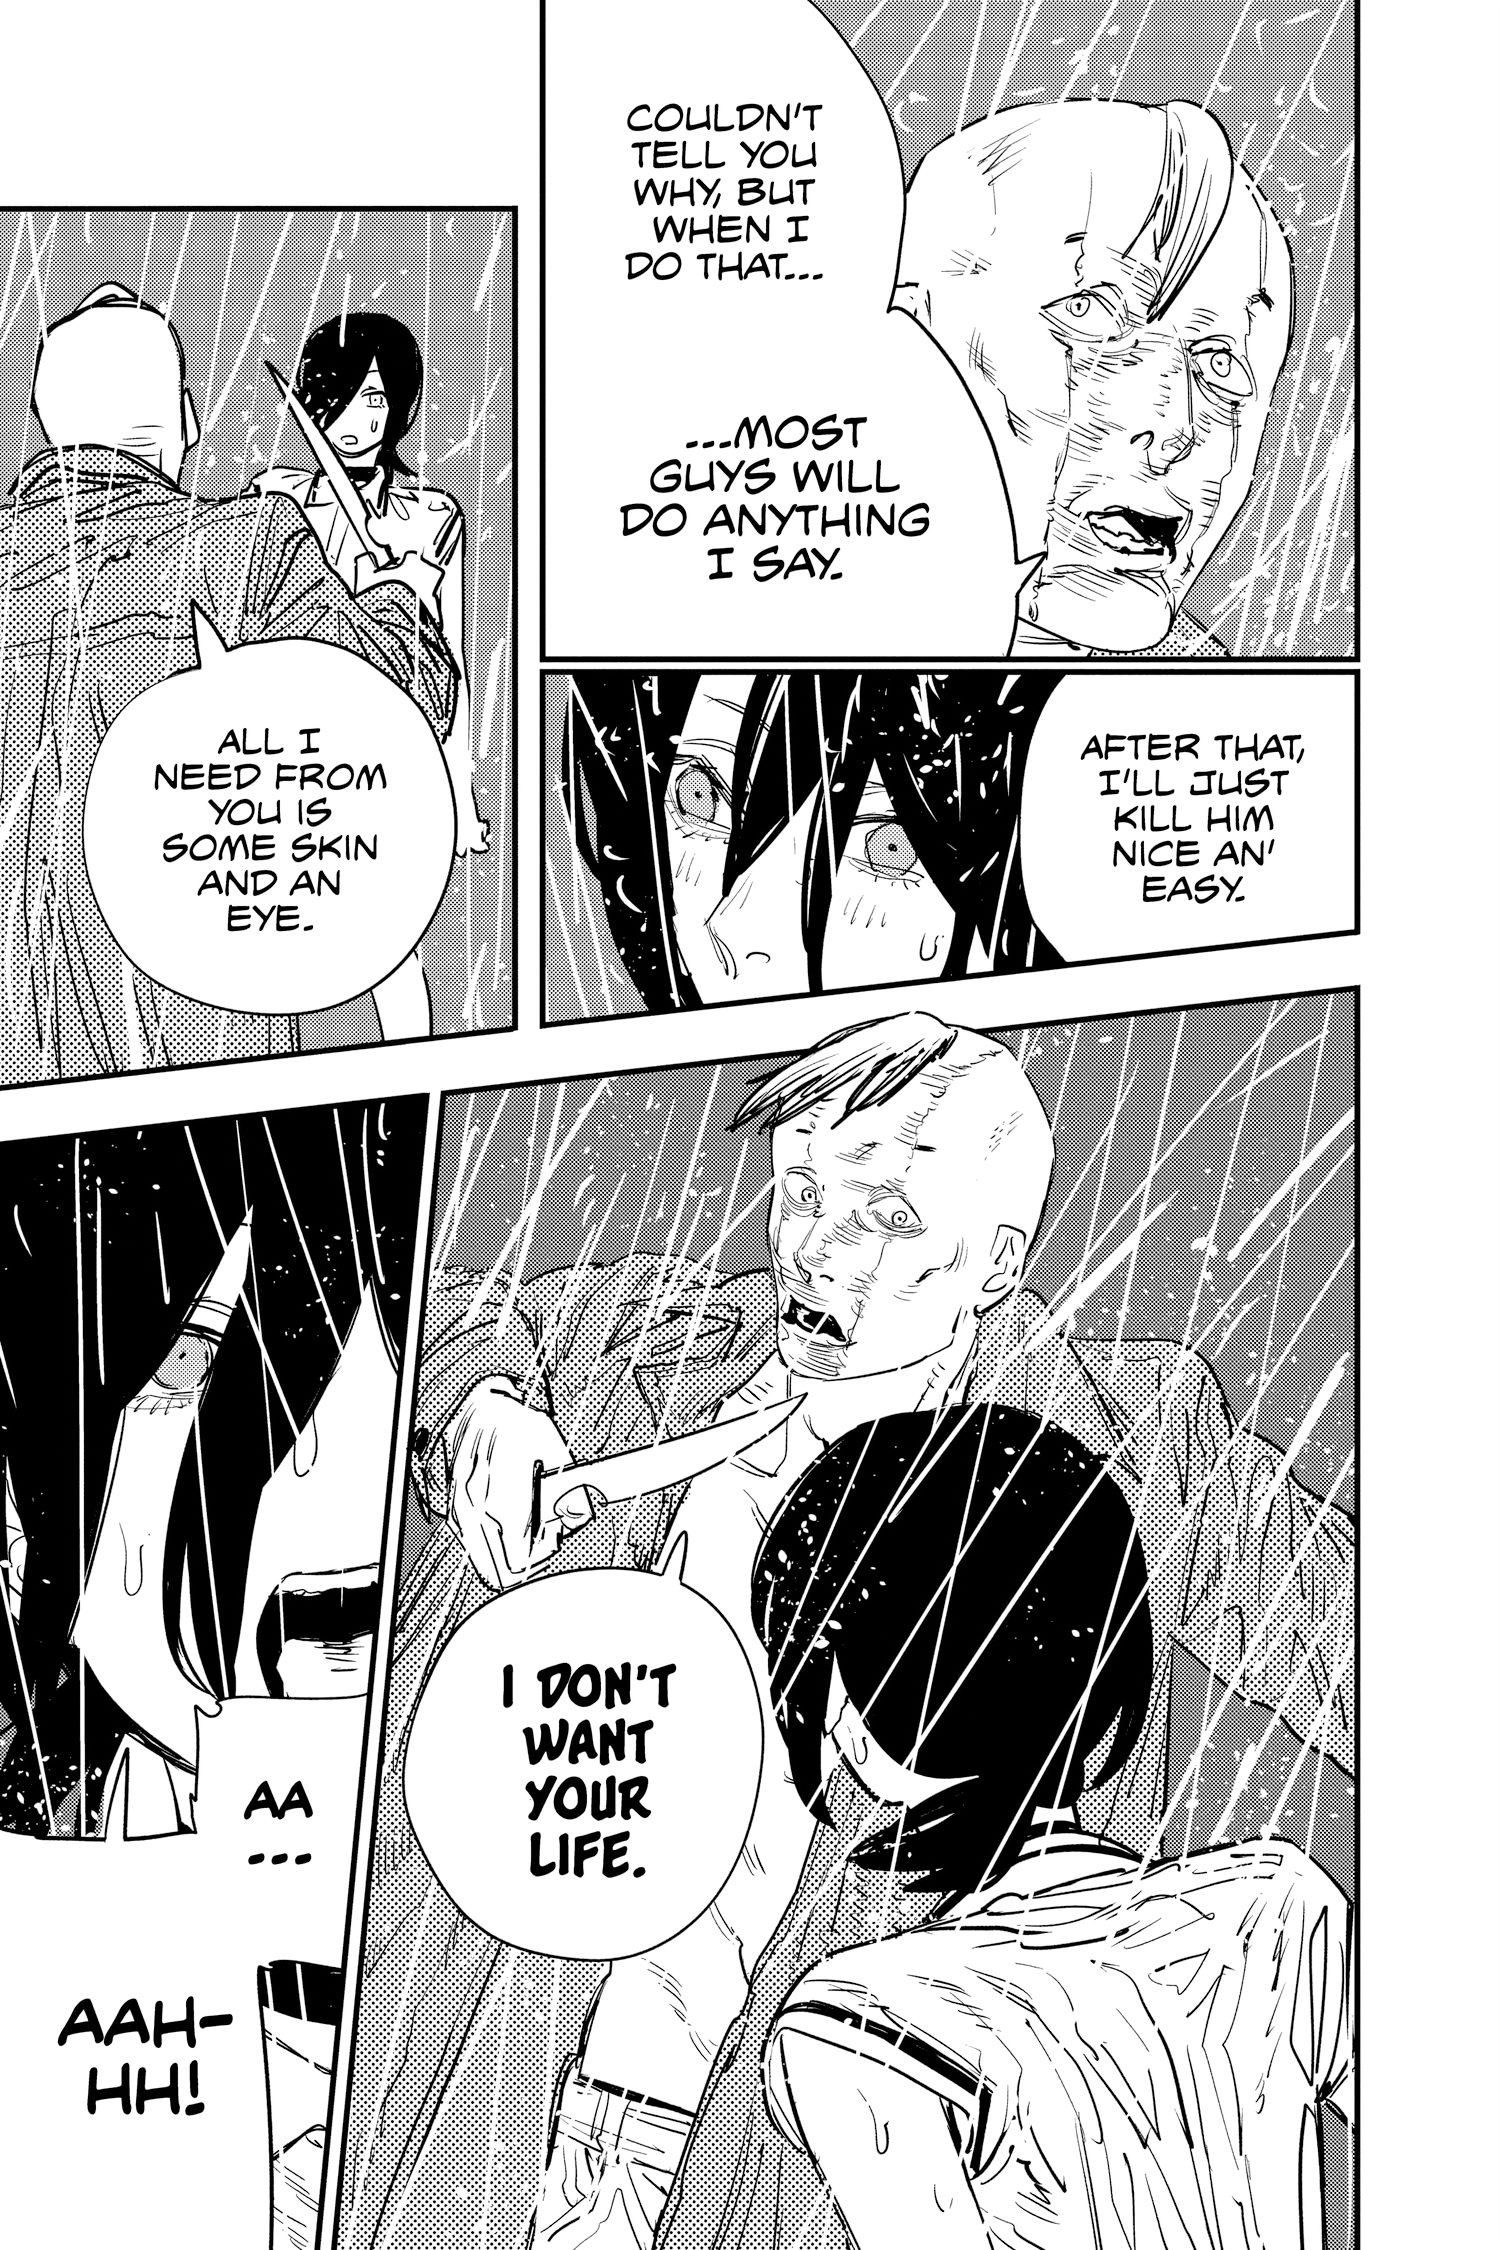 COULDN'T
TELL YOU
WHY, BUT
WHEN I
DO THAT...
...MOST
GUYS WILL
DO ANYTHING
I SAY.
AFTER THAT,
I'LL JUST
KILL HIM
NICE AN'
EASY.
ALL I
NEED FROM
YOU IS
SOME SKIN
AND AN
EYE.
I DON'T
WANT
YOUR
LIFE.
AA
...
AAH-
HH!